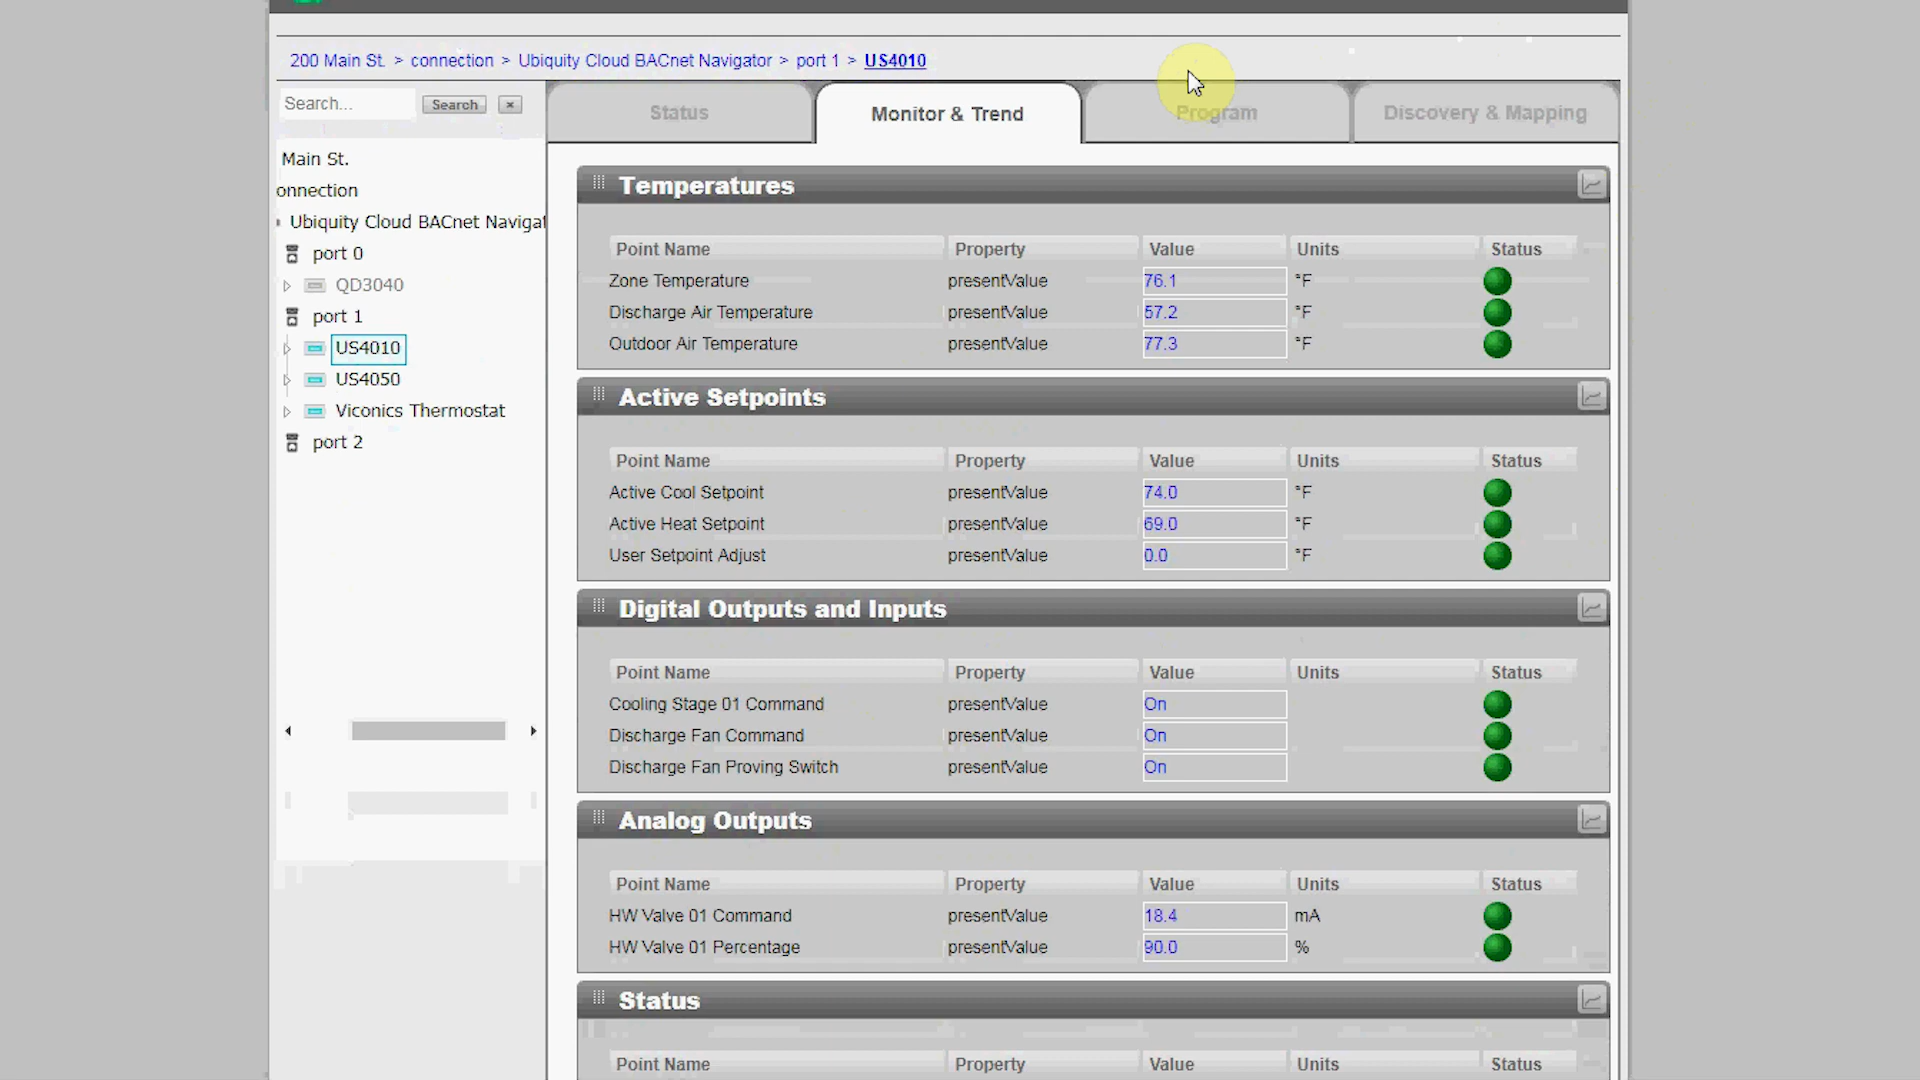 200 Main St. > connection > Ubiquity Cloud BACnet Navigator > port 1 > US4010
Search... Search ×
Status Monitor & Trend Program Discovery & Mapping
Main St.
onnection
Ubiquity Cloud BACnet Navigat
port 0
QD3040
port 1
US4010
US4050
Viconics Thermostat
port 2
Temperatures
Point Name Property Value Units Status
Zone Temperature presentValue 76.1 °F
Discharge Air Temperature presentValue 57.2 °F
Outdoor Air Temperature presentValue 77.3 °F
Active Setpoints
Point Name Property Value Units Status
Active Cool Setpoint presentValue 74.0 °F
Active Heat Setpoint presentValue 69.0 °F
User Setpoint Adjust presentValue 0.0 °F
Digital Outputs and Inputs
Point Name Property Value Units Status
Cooling Stage 01 Command presentValue On
Discharge Fan Command presentValue On
Discharge Fan Proving Switch presentValue On
Analog Outputs
Point Name Property Value Units Status
HW Valve 01 Command presentValue 18.4 mA
HW Valve 01 Percentage presentValue 90.0 %
Status
Point Name Property Value Units Status